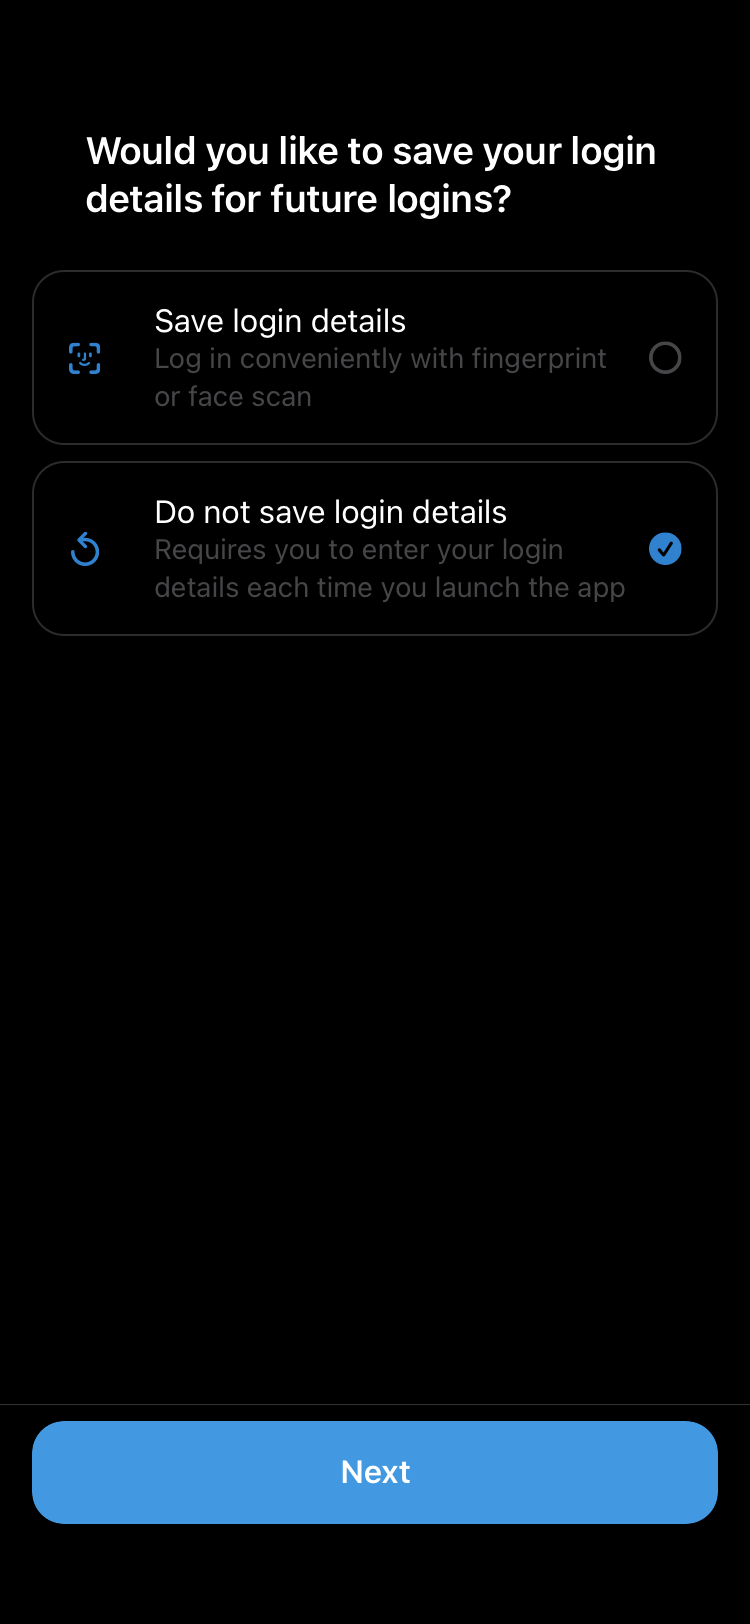 Would you like to save your login
details for future logins?
Save login details
Log in conveniently with fingerprint
or face scan
Do not save login details
Requires you to enter your login
details each time you launch the app
Next